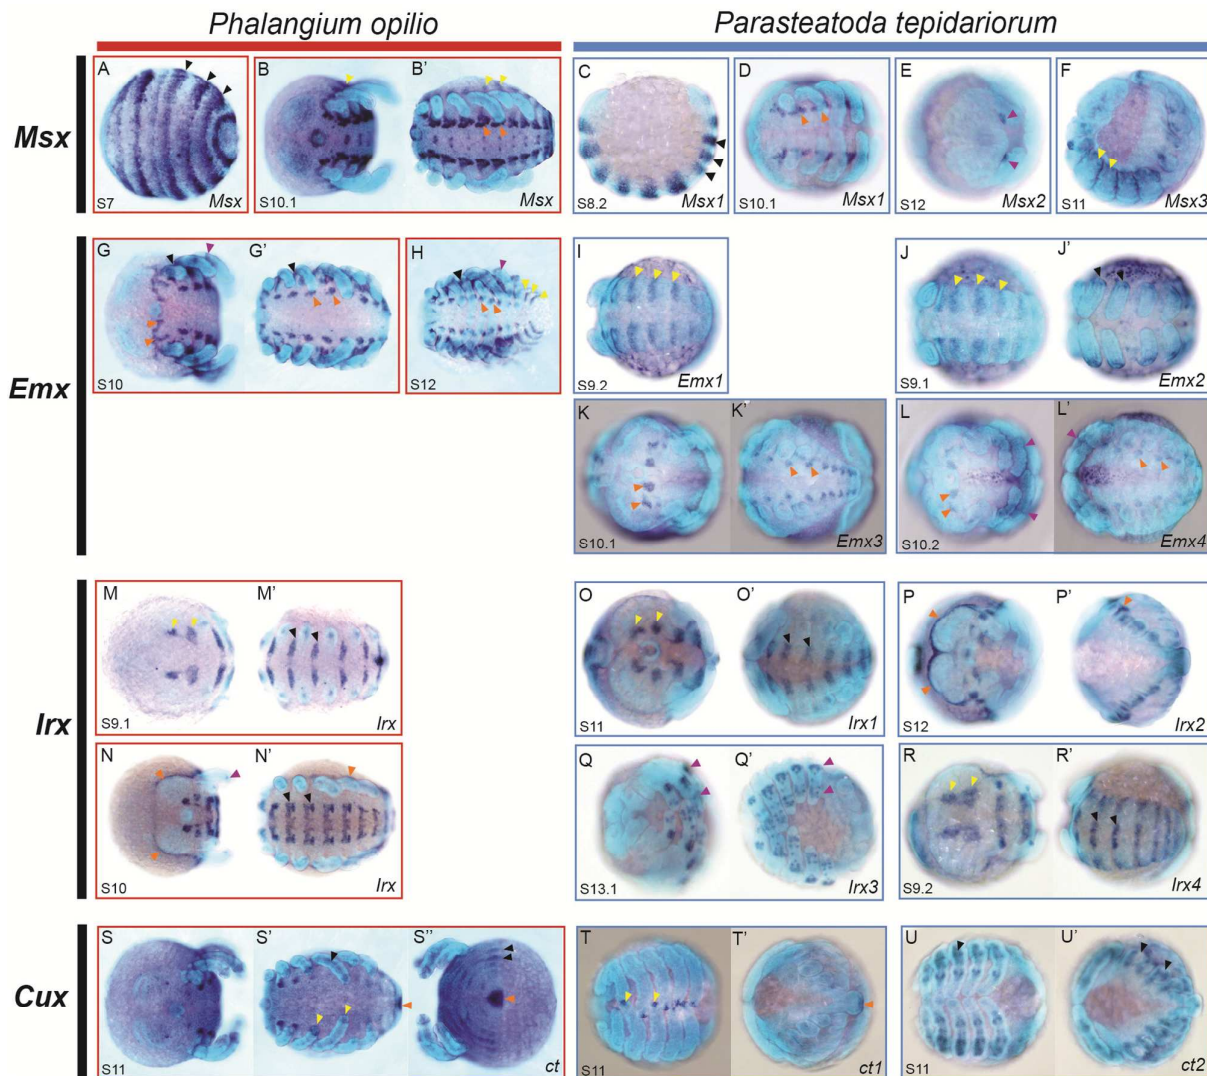 Phalangium opilio
Parasteatoda tepidariorum
Msx
A
S7
Msx
B
B'
S10.1
Msx
C
S8.2
Msx1
D
S10.1
Msx1
E
S12
Msx2
F
S11
Msx3
Emx
G
G'
S10
H
S12
I
S9.2
Emx1
J
J'
S9.1
Emx2
K
K'
S10.1
Emx3
L
L'
S10.2
Emx4
Irx
M
M'
S9.1
Irx
O
O'
S11
Irx1
P
P'
S12
Irx2
N
N'
S10
Irx
Q
Q'
S13.1
Irx3
R
R'
S9.2
Irx4
Cux
S
S'
S''
S11
ct
T
T'
S11
ct1
U
U'
S11
ct2